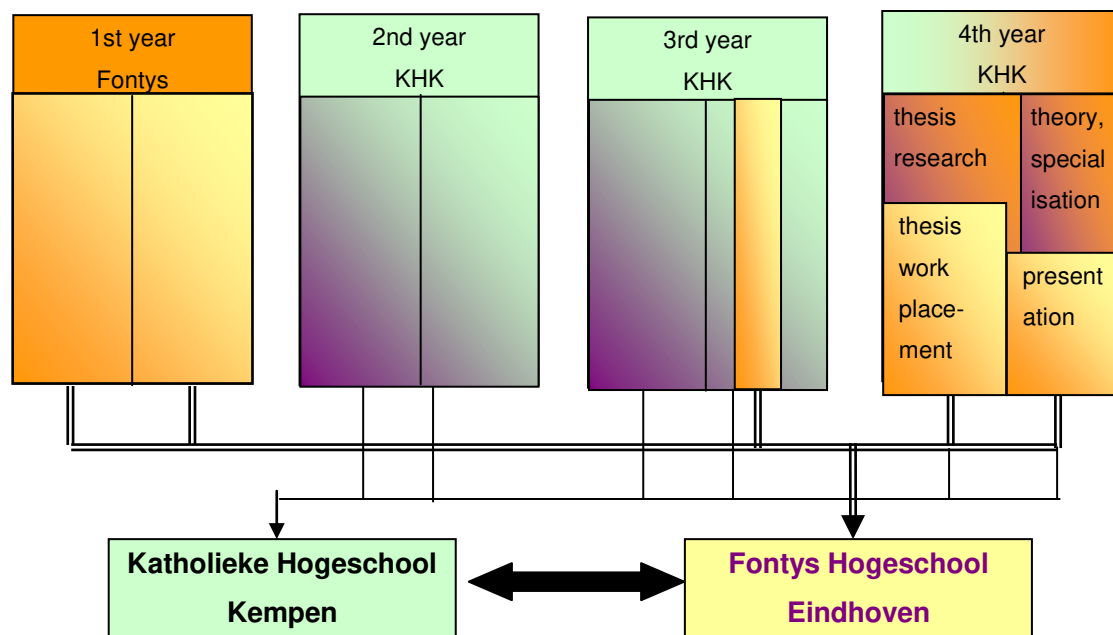 1st year
Fontys
2nd year
KHK
3rd year
KHK
4th year
KHK
thesis
research
theory,
special
isation
thesis
work
place-
ment
present
ation
Katholieke Hogeschool
Kempen
Fontys Hogeschool
Eindhoven